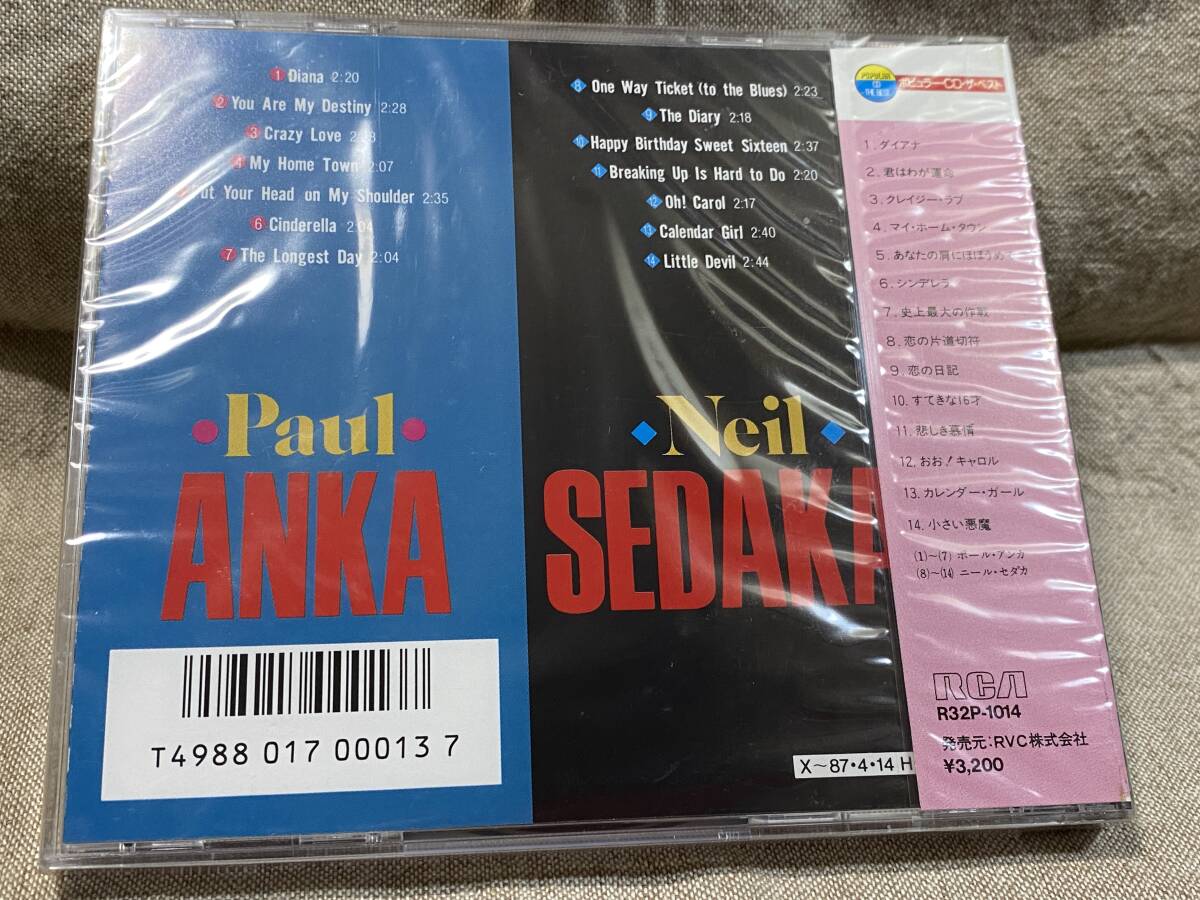 1 Diana 2:20
2 You Are My Destiny 2:28
3 Crazy Love
4 My Home Town 2:07
Put Your Head on My Shoulder 2:35
6 Cinderella 2:04
7 The Longest Day 2:04
Paul
ANKA
T4988 017 00013 7
8 One Way Ticket (to the Blues) 2:23
9 The Diary 2:18
10 Happy Birthday Sweet Sixteen 2:37
11 Breaking Up Is Hard to Do 2:20
12 Oh! Carol 2:17
13 Calendar Girl 2:40
14 Little Devil 2:44
Neil
SEDAKA
X～87・4・14 H
POPULAR
CD
THE BEST
ポピュラーCD・ザ・ベスト
1. ダイアナ
2. 君はわが運命
3. クレイジー・ラブ
4. マイ・ホーム・タウン
5. あなたの肩にほほうめて
6. シンデレラ
7. 史上最大の作戦
8. 恋の片道切符
9. 恋の日記
10. すてきな16才
11. 悲しき慕情
12. おお！キャロル
13. カレンダー・ガール
14. 小さい悪魔
(1)～(7) ポール・アンカ
(8)～(14) ニール・セダカ
RCA
R32P-1014
発売元：RVC株式会社
¥3,200